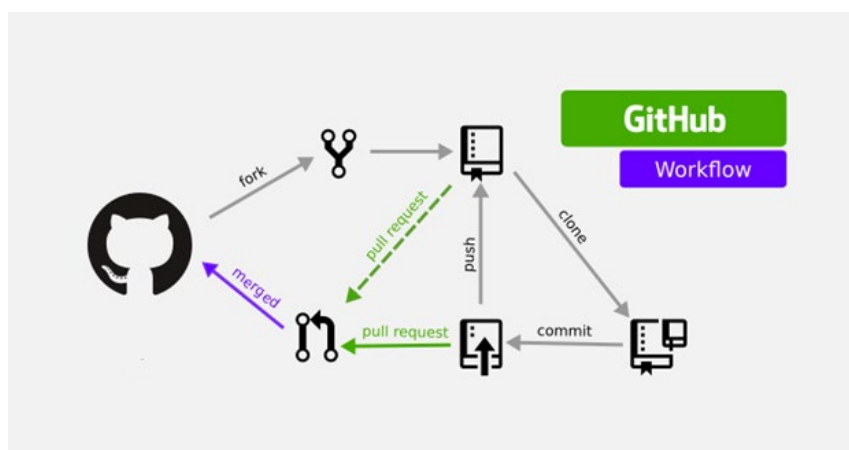 GitHub
Workflow
fork
pull request
clone
push
merged
pull request
commit